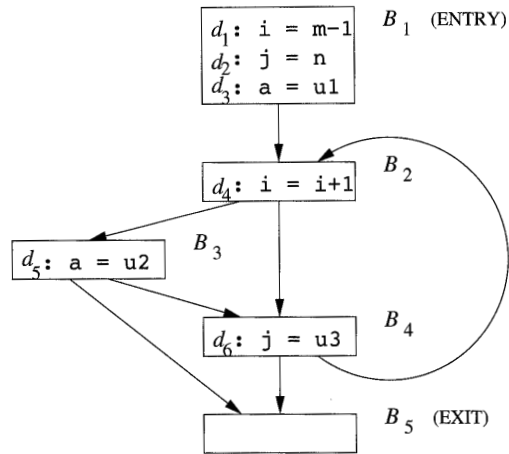 d1: i = m-1 B1 (ENTRY)
d2: j = n
d3: a = u1
d4: i = i+1 B2
d5: a = u2 B3
d6: j = u3 B4
B5 (EXIT)